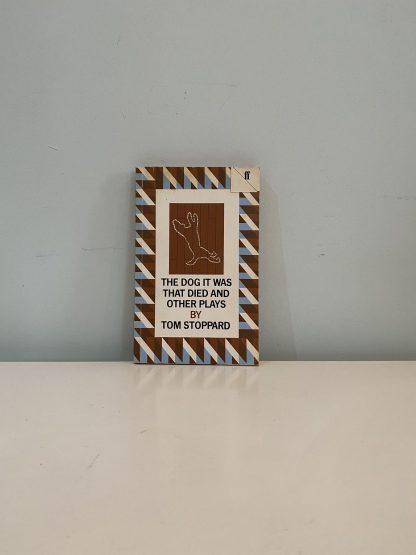 ff
THE DOG IT WAS
THAT DIED AND
OTHER PLAYS
BY
TOM STOPPARD